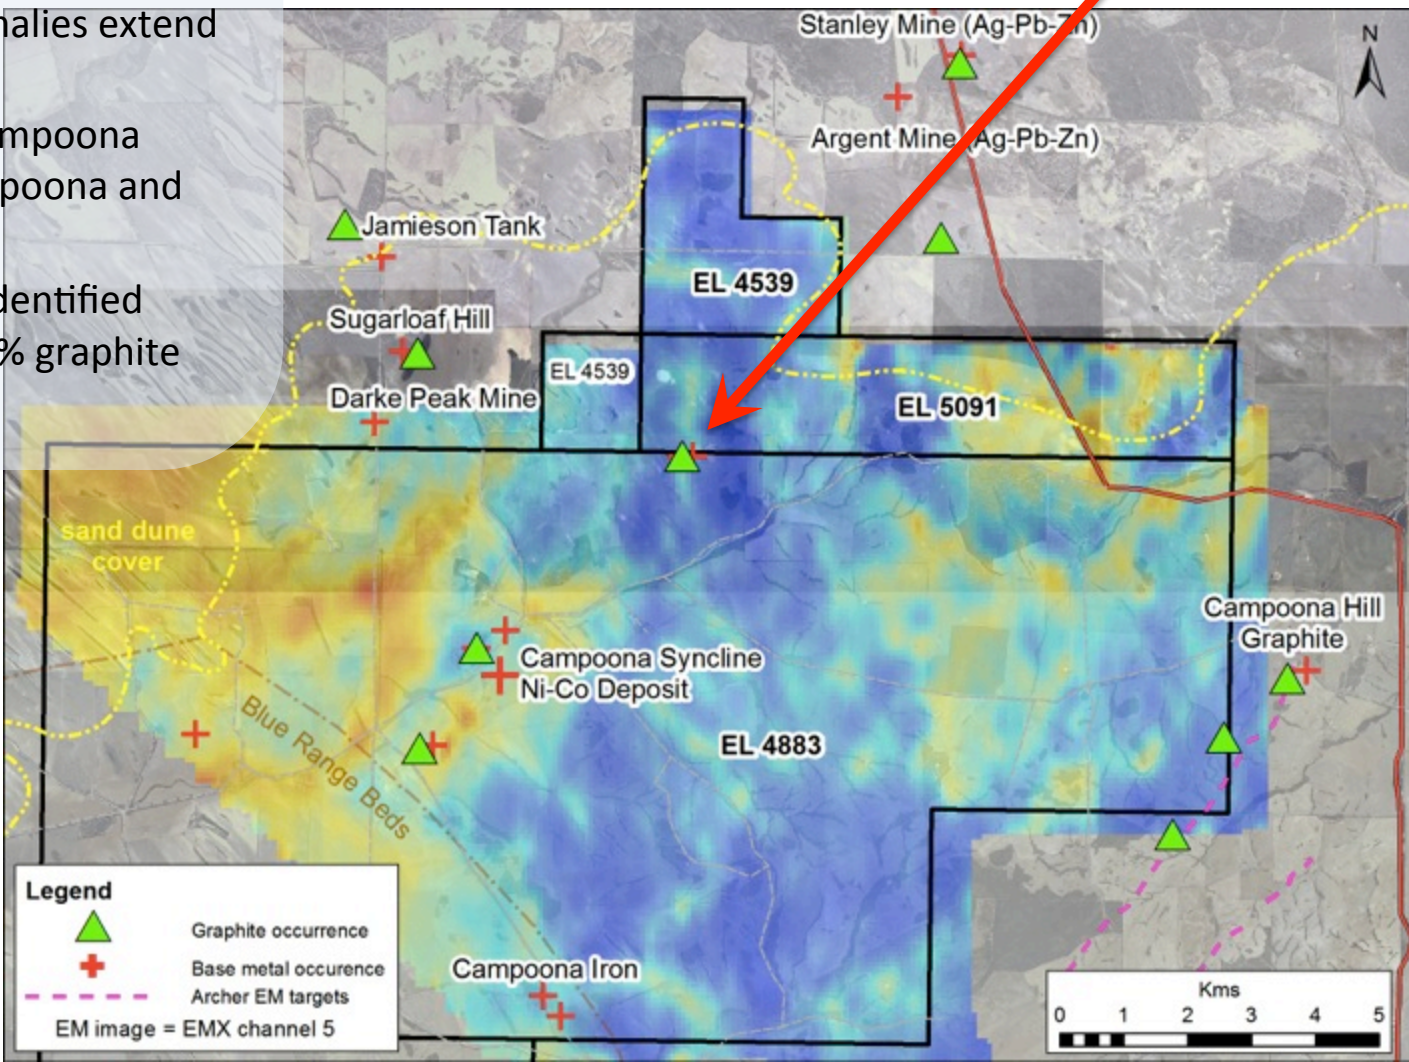 nalies extend
mpoona
poona and
dentified
% graphite
Stanley Mine (Ag-Pb-Zn)
N
Argent Mine (Ag-Pb-Zn)
Jamieson Tank
EL 4539
Sugarloaf Hill
EL 4539
Darke Peak Mine
EL 5091
sand dune
cover
Campoona Hill
Graphite
Campoona Syncline
Ni-Co Deposit
Blue Range Beds
EL 4883
Campoona Iron
Legend
Graphite occurrence
Base metal occurence
Archer EM targets
EM image = EMX channel 5
Kms
0 1 2 3 4 5